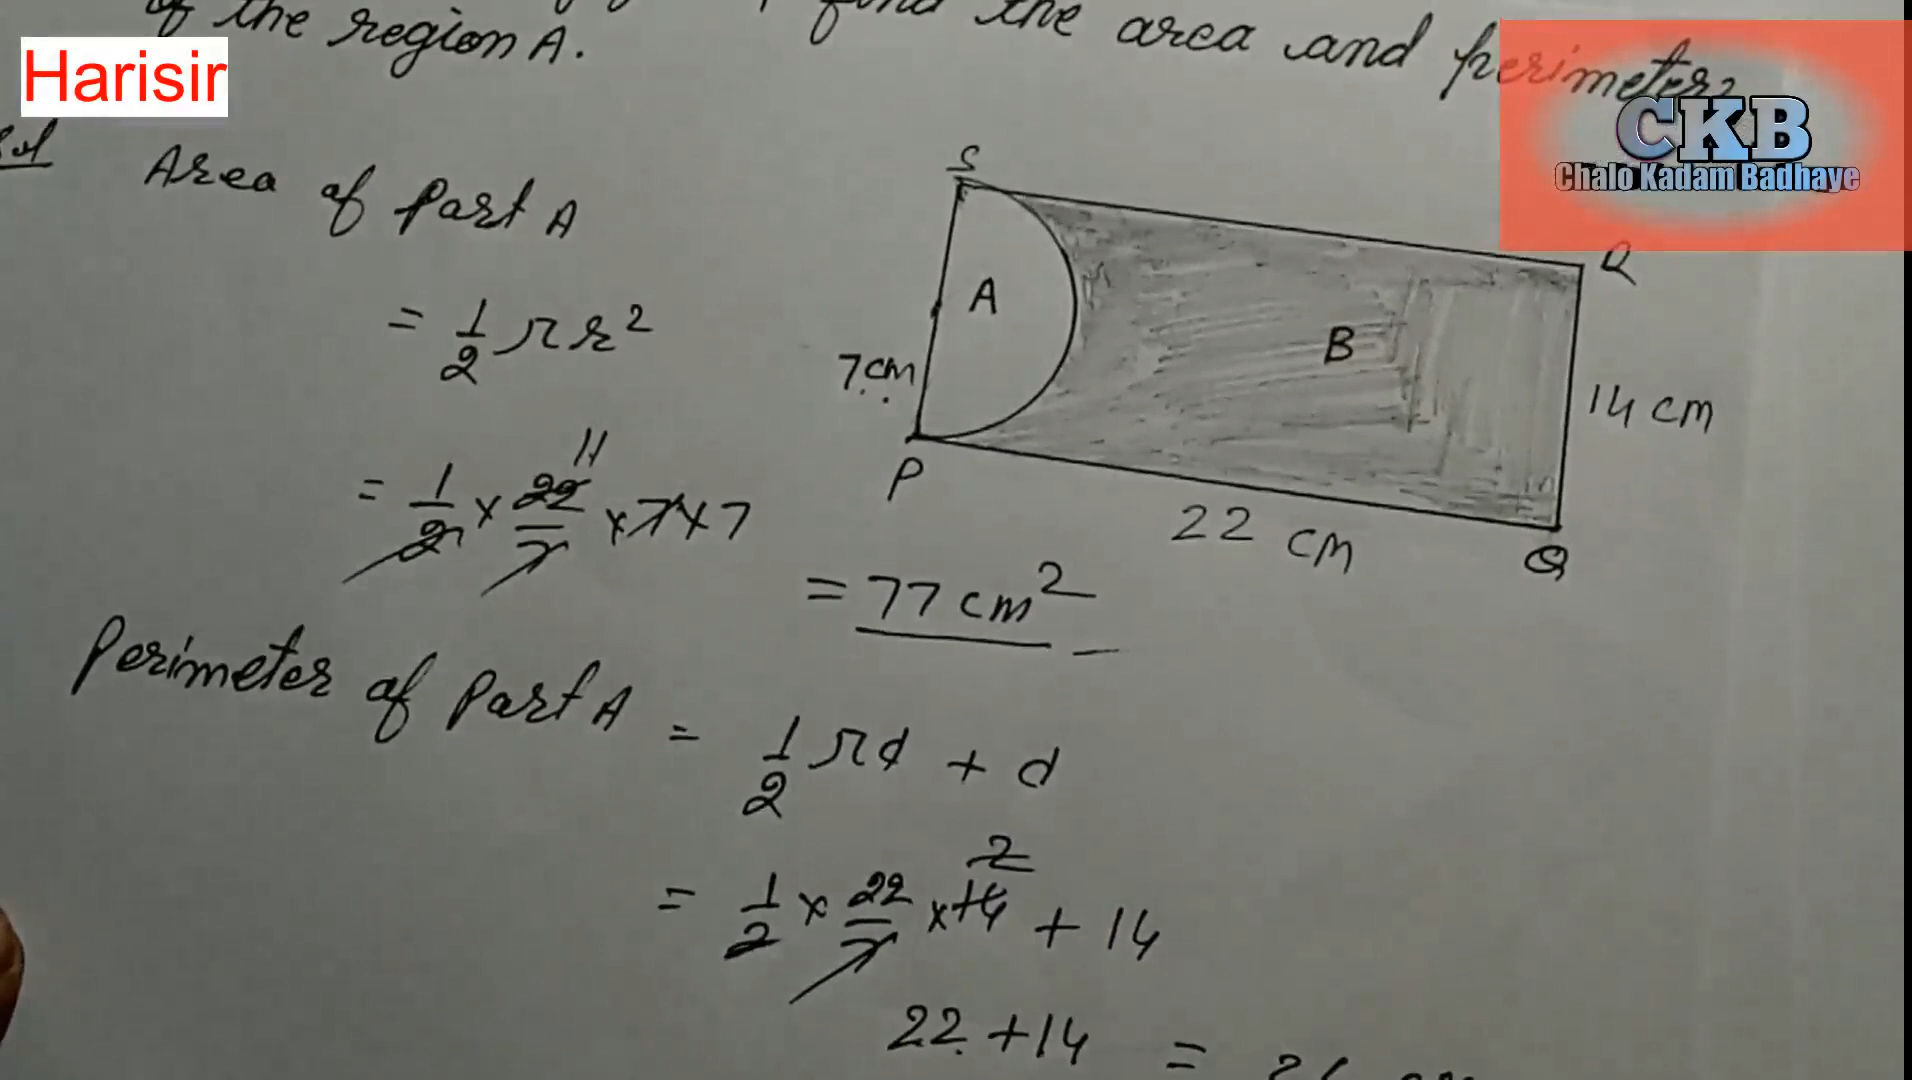 of the region A. find the area and perimeter
Harisir
CKB
Chalo Kadam Badhaye
Sol Area of Part A
= 1/2 πr²
= 1/2 × 22/7 × 7 × 7
11
= 77 cm²
S
R
A
B
7cm
14 cm
P
22 cm
Q
Perimeter of Part A = 1/2 πd + d
2
= 1/2 × 22/7 × 14 + 14
22 + 14 =